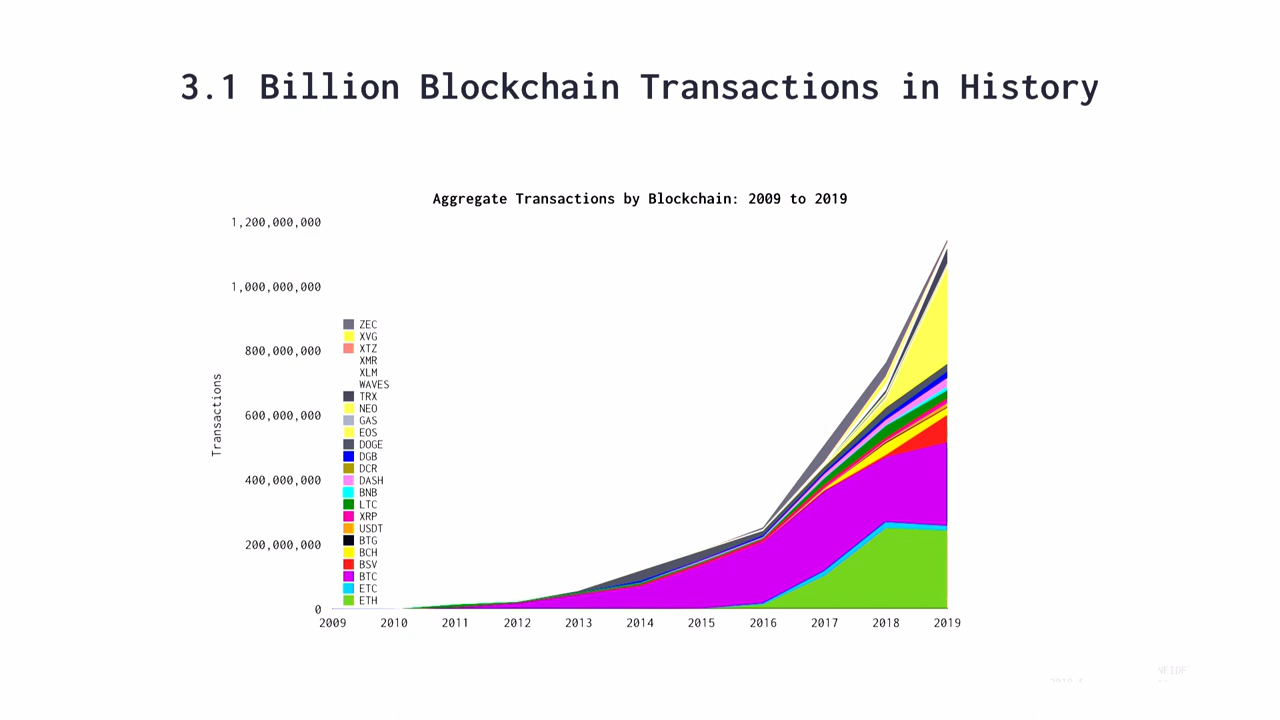 3.1 Billion Blockchain Transactions in History
Aggregate Transactions by Blockchain: 2009 to 2019
1,200,000,000
1,000,000,000
800,000,000
600,000,000
400,000,000
200,000,000
0
Transactions
ZEC
XVG
XTZ
XMR
XLM
WAVES
TRX
NEO
GAS
EOS
DOGE
DGB
DCR
DASH
BNB
LTC
XRP
USDT
BTG
BCH
BSV
BTC
ETC
ETH
2009 2010 2011 2012 2013 2014 2015 2016 2017 2018 2019